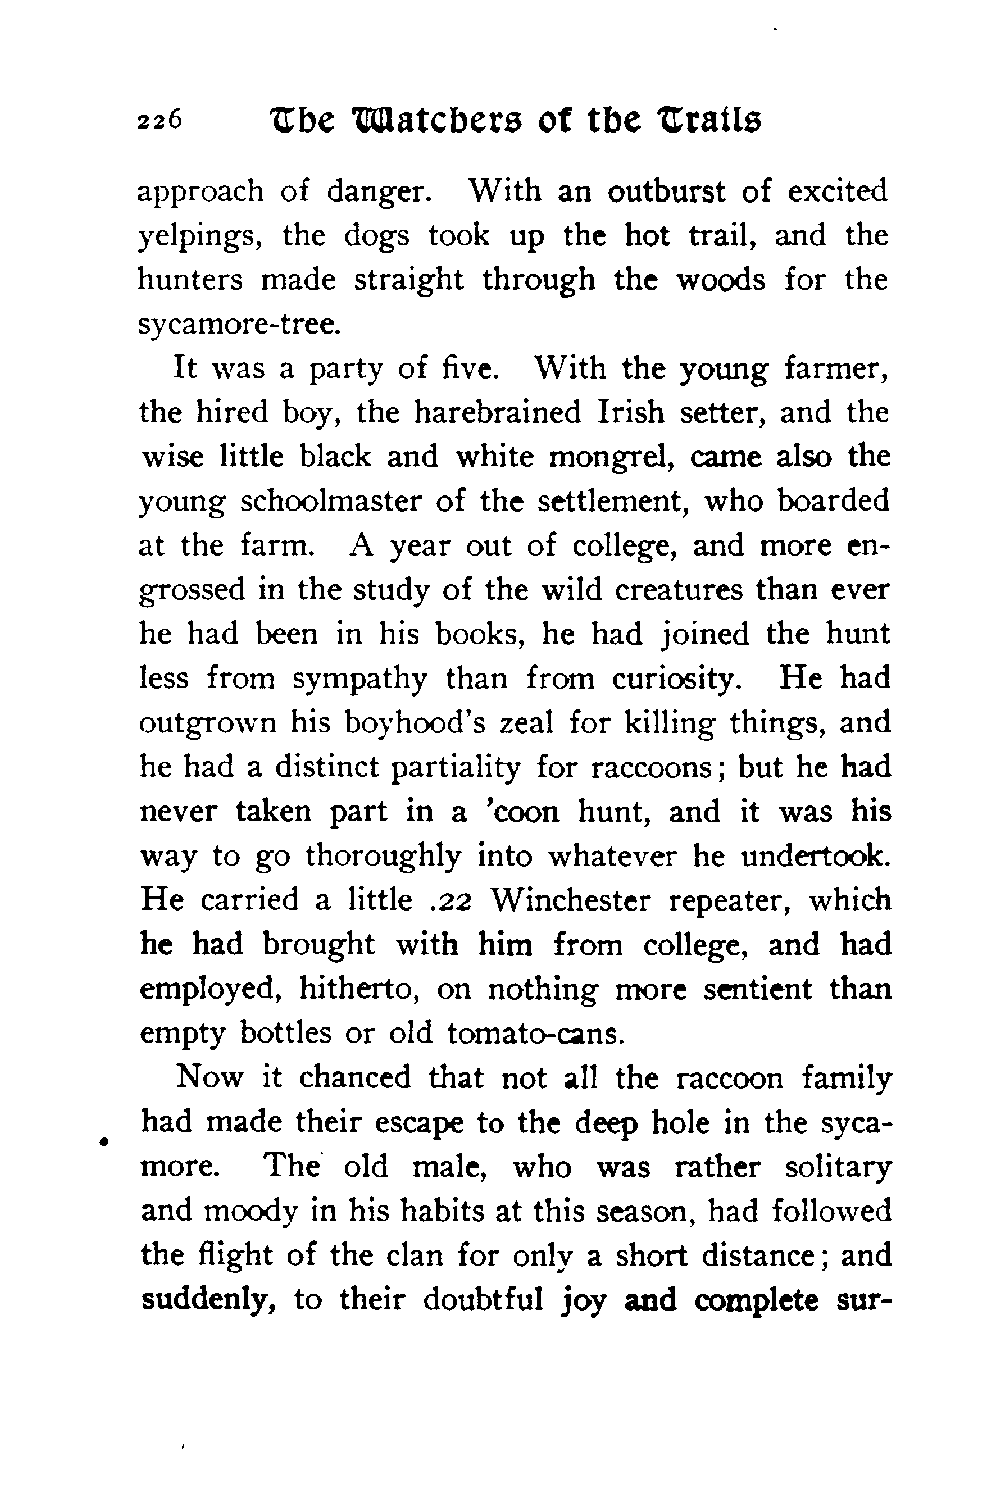 226 The Watchers of the Trails
approach of danger. With an outburst of excited
yelpings, the dogs took up the hot trail, and the
hunters made straight through the woods for the
sycamore-tree.
It was a party of five. With the young farmer,
the hired boy, the harebrained Irish setter, and the
wise little black and white mongrel, came also the
young schoolmaster of the settlement, who boarded
at the farm. A year out of college, and more en-
grossed in the study of the wild creatures than ever
he had been in his books, he had joined the hunt
less from sympathy than from curiosity. He had
outgrown his boyhood's zeal for killing things, and
he had a distinct partiality for raccoons; but he had
never taken part in a 'coon hunt, and it was his
way to go thoroughly into whatever he undertook.
He carried a little .22 Winchester repeater, which
he had brought with him from college, and had
employed, hitherto, on nothing more sentient than
empty bottles or old tomato-cans.
Now it chanced that not all the raccoon family
had made their escape to the deep hole in the syca-
more. The old male, who was rather solitary
and moody in his habits at this season, had followed
the flight of the clan for only a short distance; and
suddenly, to their doubtful joy and complete sur-